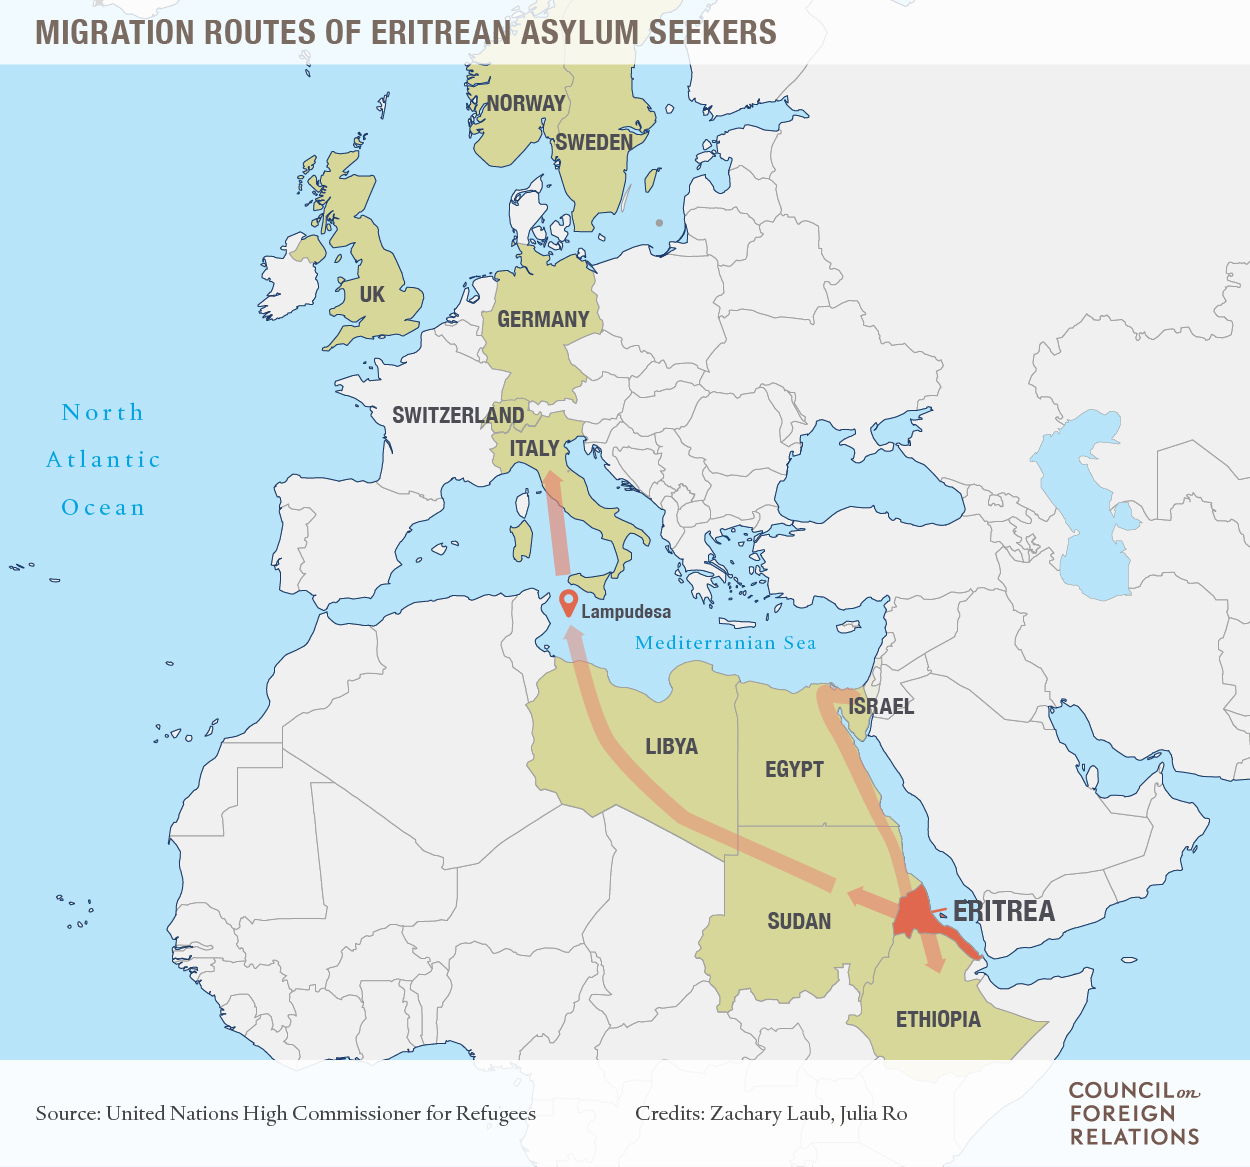 MIGRATION ROUTES OF ERITREAN ASYLUM SEEKERS
NORWAY
SWEDEN
UK
GERMANY
North
Atlantic
Ocean
SWITZERLAND
ITALY
Lampudesa
Mediterranean Sea
ISRAEL
LIBYA
EGYPT
SUDAN
ERITREA
ETHIOPIA
Source: United Nations High Commissioner for Refugees
Credits: Zachary Laub, Julia Ro
COUNCIL on
FOREIGN
RELATIONS